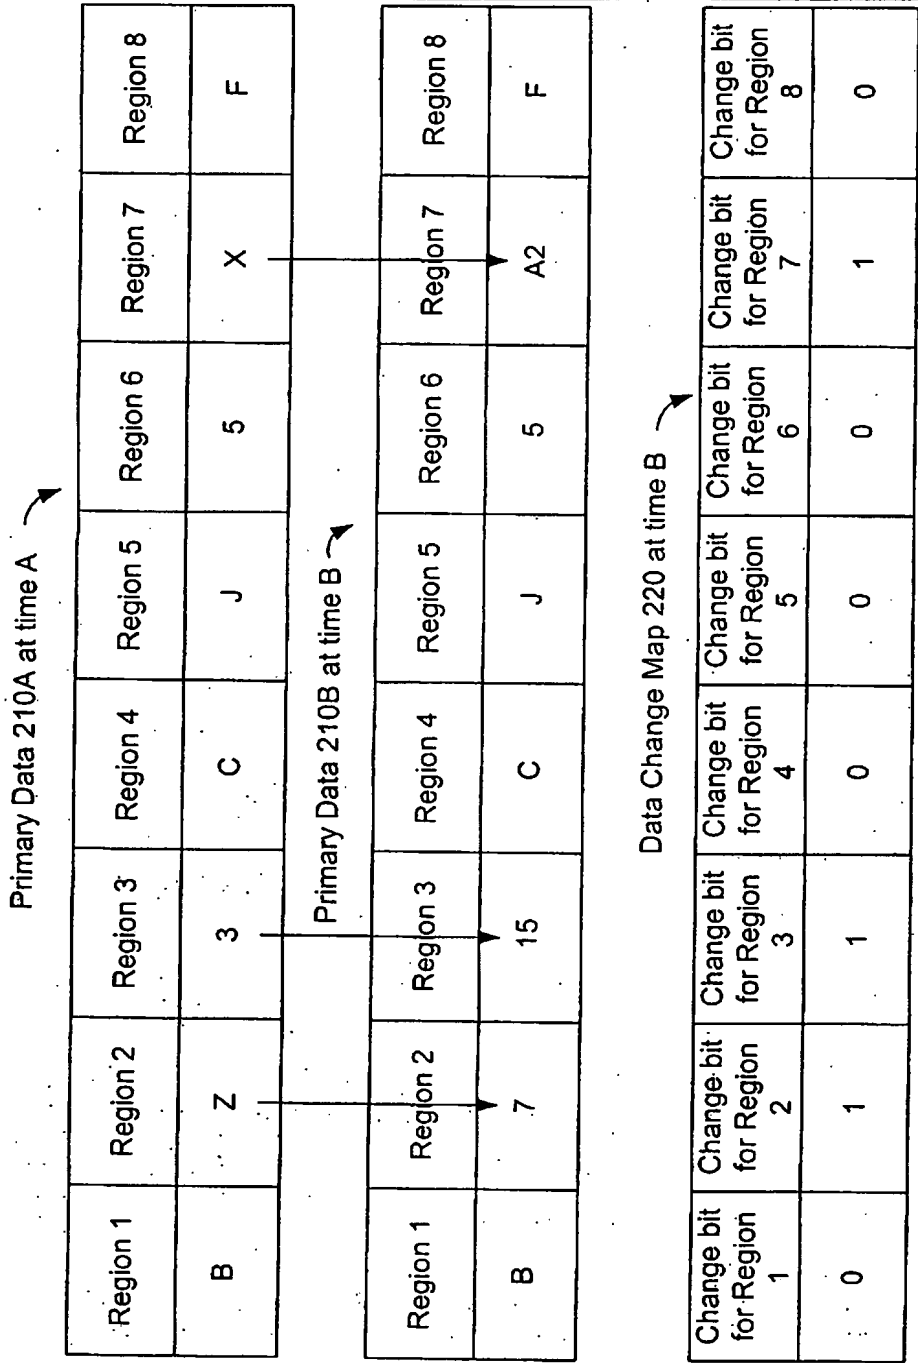 Primary Data 210A at time A
Region 1 Region 2 Region 3 Region 4 Region 5 Region 6 Region 7 Region 8
B Z 3 C J 5 X F
Primary Data 210B at time B
Region 1 Region 2 Region 3 Region 4 Region 5 Region 6 Region 7 Region 8
B 7 15 C J 5 A2 F
Data Change Map 220 at time B
Change bit for Region 1 Change bit for Region 2 Change bit for Region 3 Change bit for Region 4 Change bit for Region 5 Change bit for Region 6 Change bit for Region 7 Change bit for Region 8
0 1 1 0 0 0 1 0